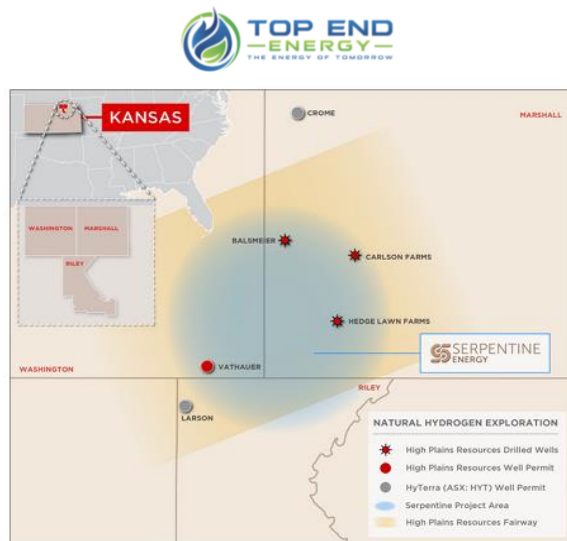 TOP END
ENERGY
THE ENERGY OF TOMORROW
KANSAS
CROME
MARSHALL
WASHINGTON
MARSHALL
RILEY
BALSMEIER
CARLSON FARMS
HEDGE LAWN FARMS
SERPENTINE
ENERGY
WASHINGTON
VATHAUER
RILEY
LARSON
NATURAL HYDROGEN EXPLORATION
High Plains Resources Drilled Wells
High Plains Resources Well Permit
HyTerra (ASX: HYT) Well Permit
Serpentine Project Area
High Plains Resources Fairway